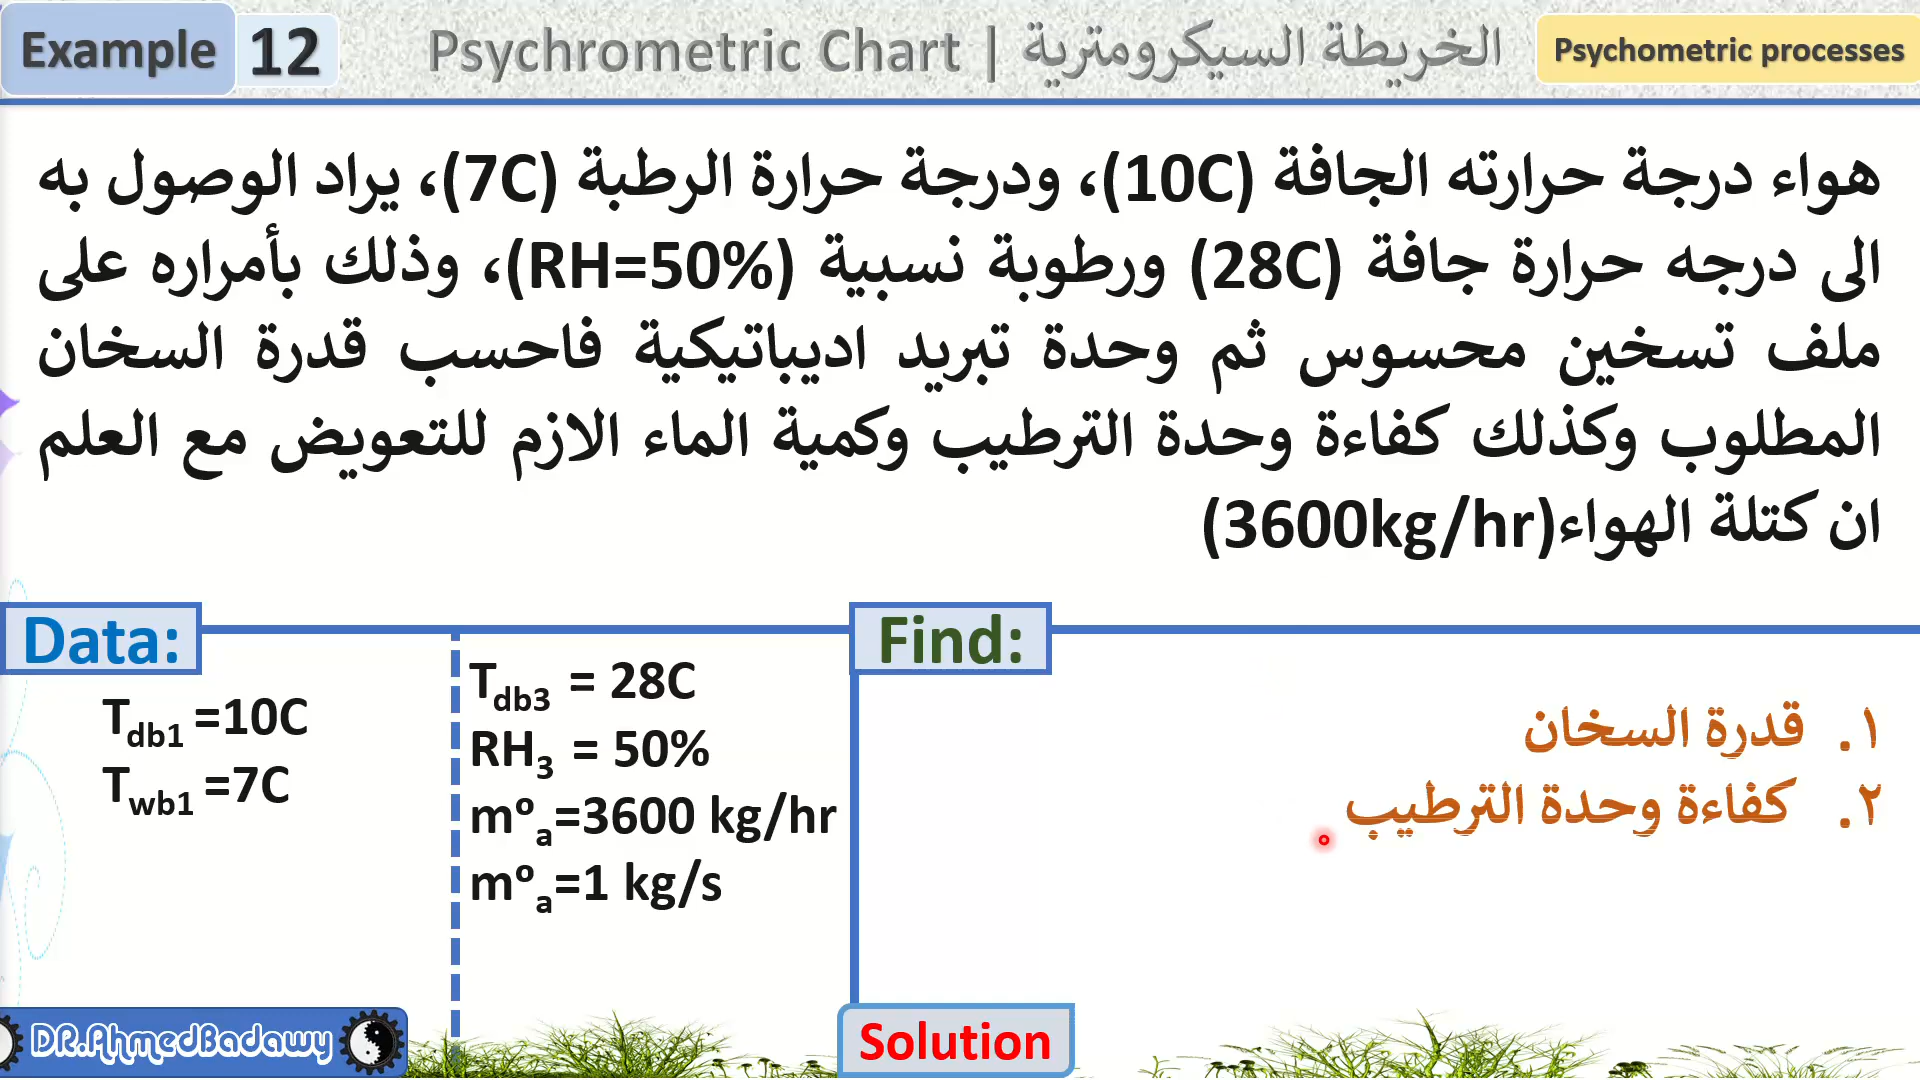 Example 12
Psychrometric Chart | الخريطة السيكرومترية
Psychometric processes
هواء درجة حرارته الجافة (10C)، ودرجة حرارة الرطبة (7C)، يراد الوصول به
الى درجه حرارة جافة (28C) ورطوبة نسبية (RH=50%)، وذلك بأمراره على
ملف تسخين محسوس ثم وحدة تبريد اديباتيكية فاحسب قدرة السخان
المطلوب وكذلك كفاءة وحدة الترطيب وكمية الماء الازم للتعويض مع العلم
ان كتلة الهواء(3600kg/hr)
Data:
Tdb1 =10C
Twb1 =7C
Tdb3 = 28C
RH3 = 50%
mºa=3600 kg/hr
mºa=1 kg/s
Find:
١. قدرة السخان
٢. كفاءة وحدة الترطيب
DR.AhmedBadawy
Solution